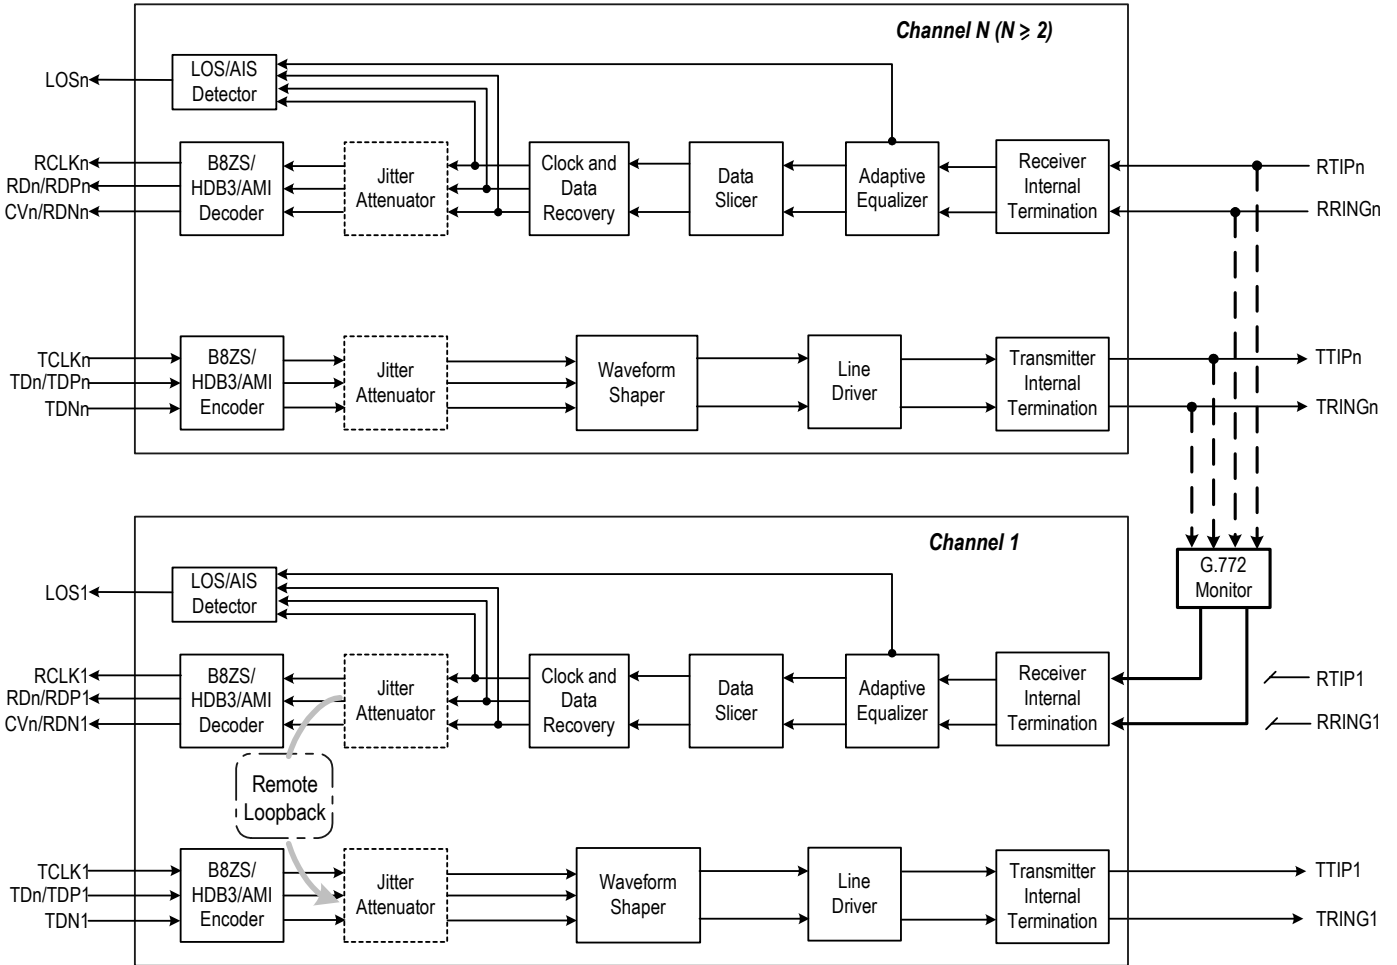 Channel N (N ≥ 2)
LOSn
LOS/AIS
Detector
RCLKn
RDn/RDPn
CVn/RDNn
B8ZS/
HDB3/AMI
Decoder
Jitter
Attenuator
Clock and
Data
Recovery
Data
Slicer
Adaptive
Equalizer
Receiver
Internal
Termination
RTIPn
RRINGn
TCLKn
TDn/TDPn
TDNn
B8ZS/
HDB3/AMI
Encoder
Jitter
Attenuator
Waveform
Shaper
Line
Driver
Transmitter
Internal
Termination
TTIPn
TRINGn
Channel 1
G.772
Monitor
LOS1
LOS/AIS
Detector
RCLK1
RDn/RDP1
CVn/RDN1
B8ZS/
HDB3/AMI
Decoder
Jitter
Attenuator
Clock and
Data
Recovery
Data
Slicer
Adaptive
Equalizer
Receiver
Internal
Termination
RTIP1
RRING1
Remote
Loopback
TCLK1
TDn/TDP1
TDN1
B8ZS/
HDB3/AMI
Encoder
Jitter
Attenuator
Waveform
Shaper
Line
Driver
Transmitter
Internal
Termination
TTIP1
TRING1